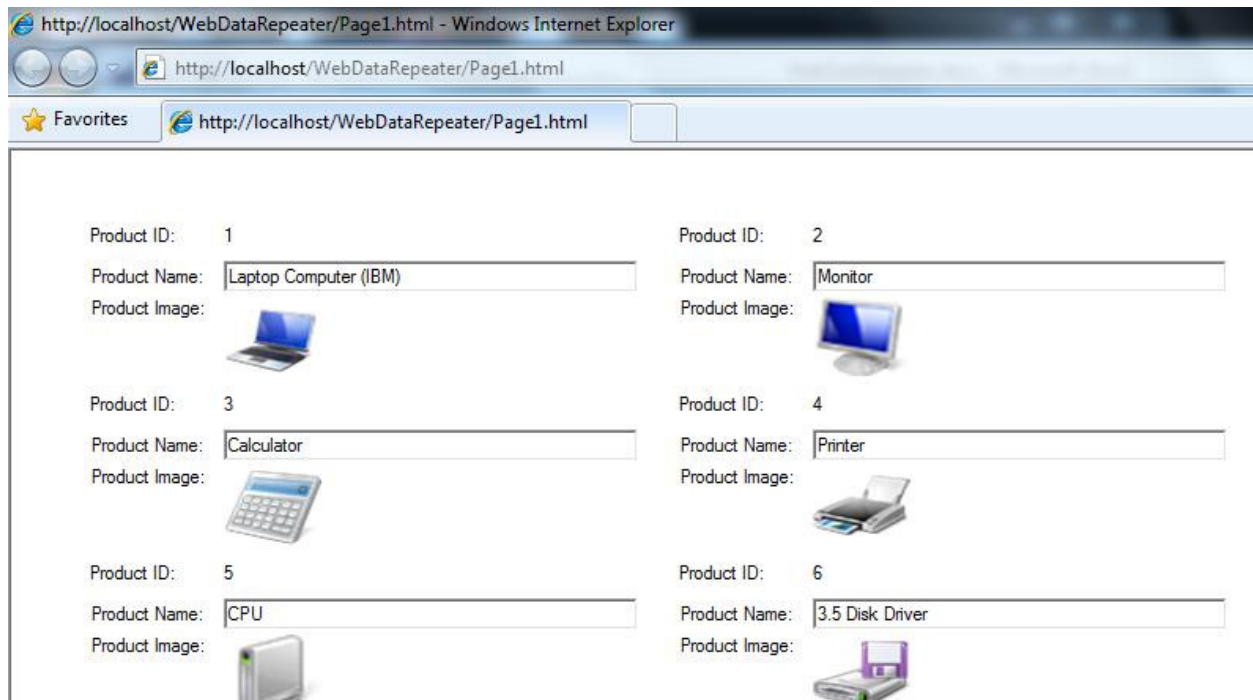 http://localhost/WebDataRepeater/Page1.html - Windows Internet Explorer
http://localhost/WebDataRepeater/Page1.html
Favorites http://localhost/WebDataRepeater/Page1.html
Product ID: 1 Product ID: 2
Product Name: Laptop Computer (IBM) Product Name: Monitor
Product Image: Product Image:
Product ID: 3 Product ID: 4
Product Name: Calculator Product Name: Printer
Product Image: Product Image:
Product ID: 5 Product ID: 6
Product Name: CPU Product Name: 3.5 Disk Driver
Product Image: Product Image: